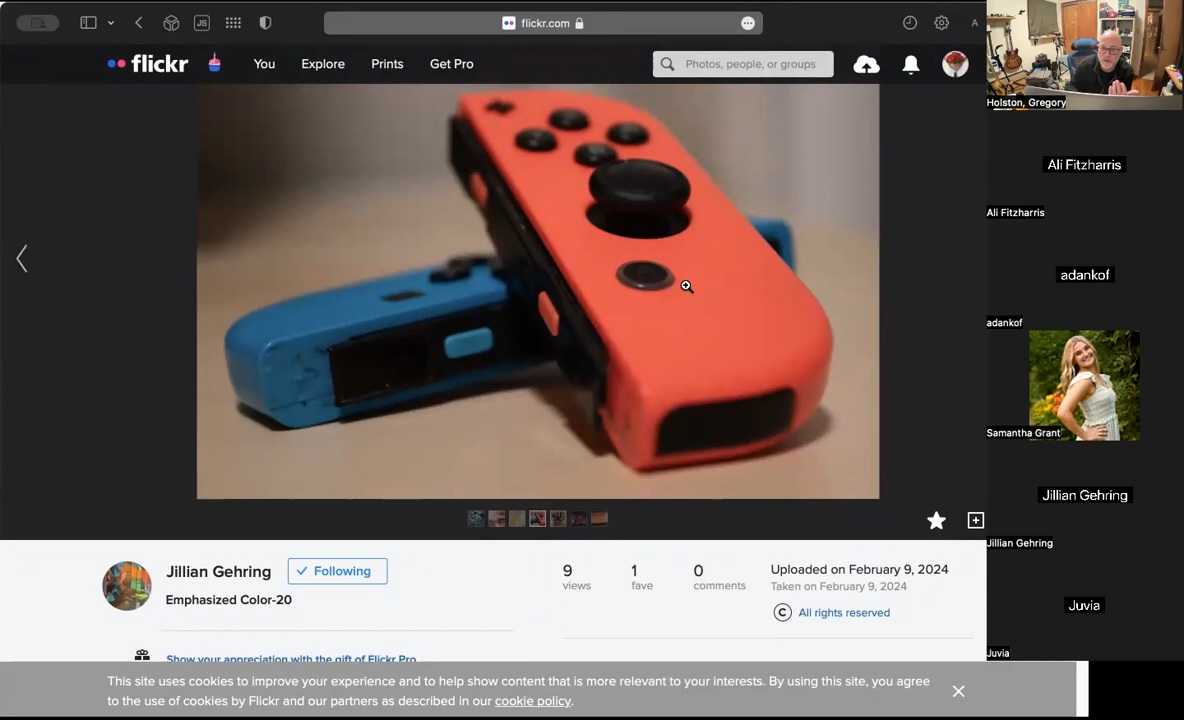 JS
flickr.com
A
flickr
You
Explore
Prints
Get Pro
Photos, people, or groups
Jillian Gehring
Following
Emphasized Color-20
9
views
1
fave
0
comments
Uploaded on February 9, 2024
Taken on February 9, 2024
C
All rights reserved
Show your appreciation with the gift of Flickr Pro
This site uses cookies to improve your experience and to help show content that is more relevant to your interests. By using this site, you agree
to the use of cookies by Flickr and our partners as described in our cookie policy.
Holston, Gregory
Ali Fitzharris
Ali Fitzharris
adankof
adankof
Samantha Grant
Jillian Gehring
Jillian Gehring
Juvia
Juvia